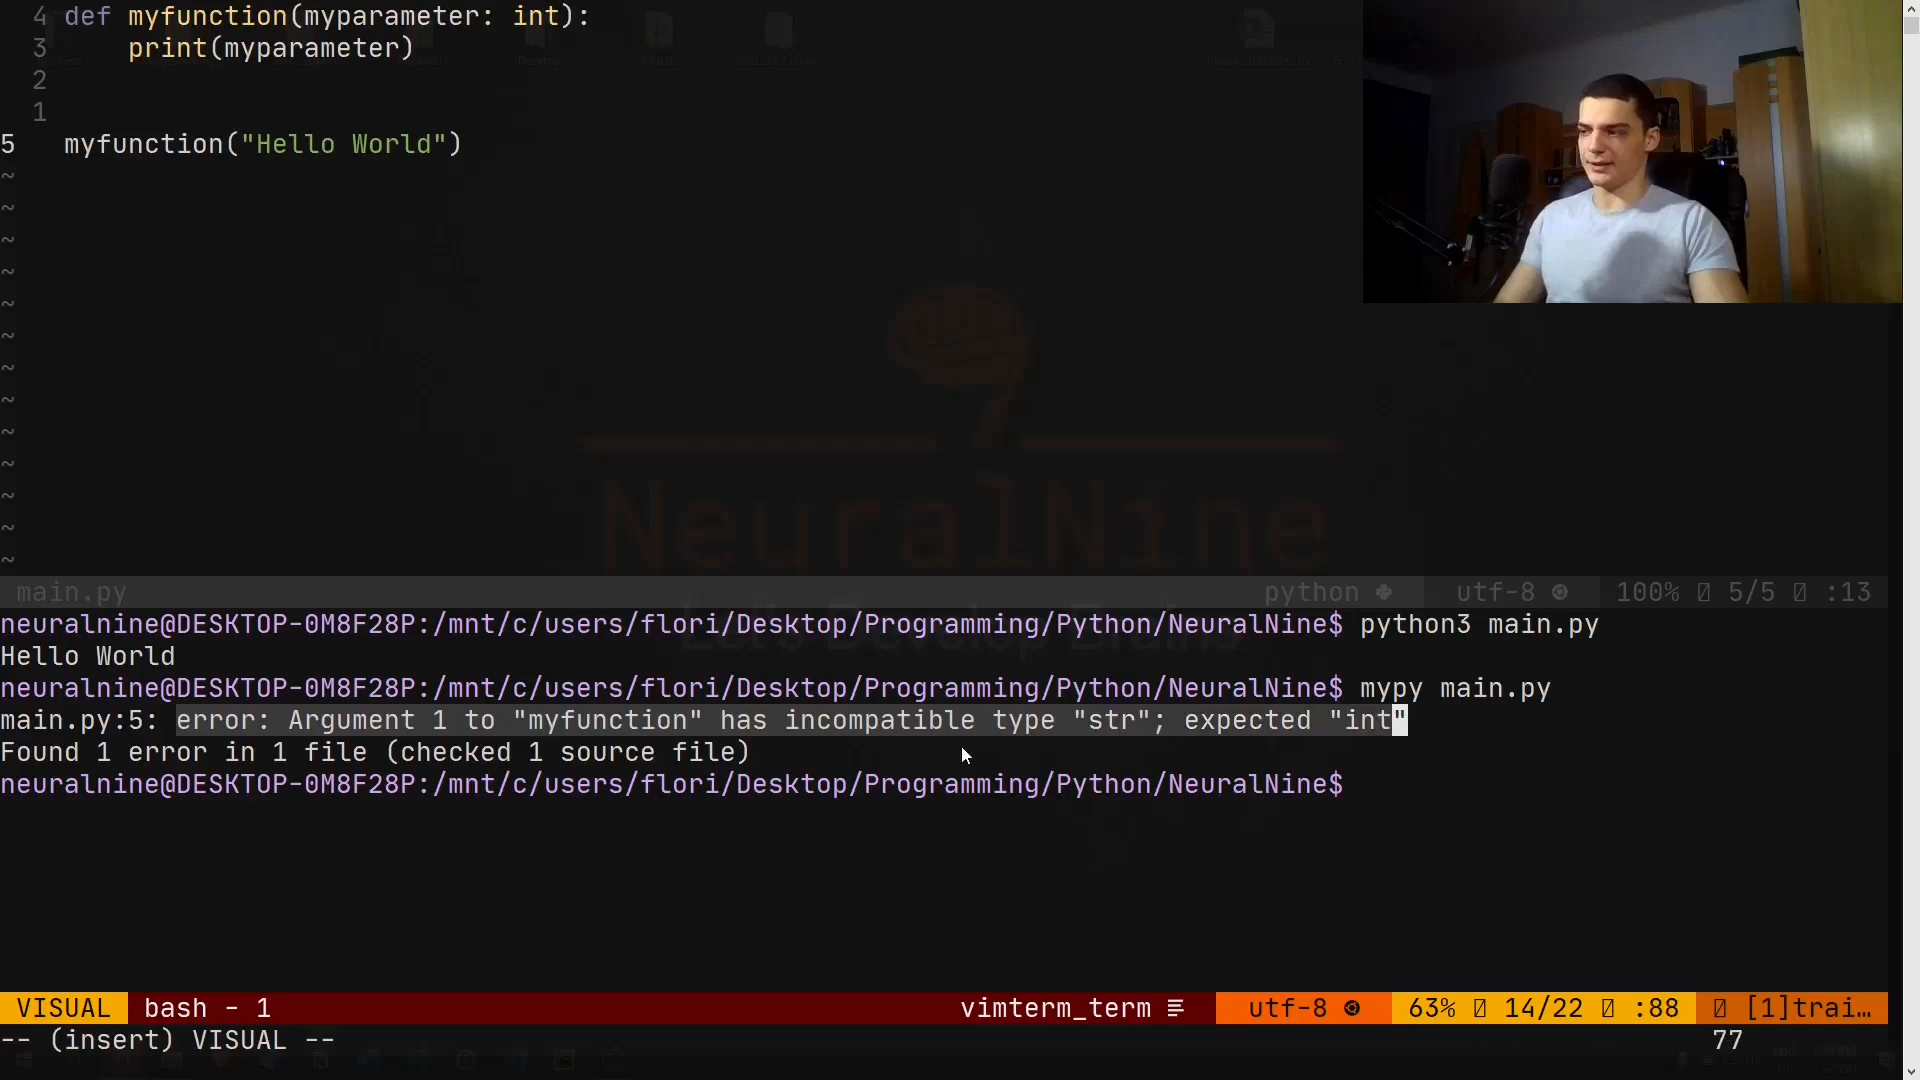 4 def myfunction(myparameter: int):
3 print(myparameter)
2
1
5 myfunction("Hello World")
~
~
~
~
~
~
~
~
~
~
~
~
~
NeuralNine
main.py python utf-8 100% 5/5 :13
neuralnine@DESKTOP-0M8F28P:/mnt/c/users/flori/Desktop/Programming/Python/NeuralNine$ python3 main.py
Hello World
neuralnine@DESKTOP-0M8F28P:/mnt/c/users/flori/Desktop/Programming/Python/NeuralNine$ mypy main.py
main.py:5: error: Argument 1 to "myfunction" has incompatible type "str"; expected "int"
Found 1 error in 1 file (checked 1 source file)
neuralnine@DESKTOP-0M8F28P:/mnt/c/users/flori/Desktop/Programming/Python/NeuralNine$
VISUAL bash - 1 vimterm_term utf-8 63% 14/22 :88 [1]trai…
-- (insert) VISUAL -- 77